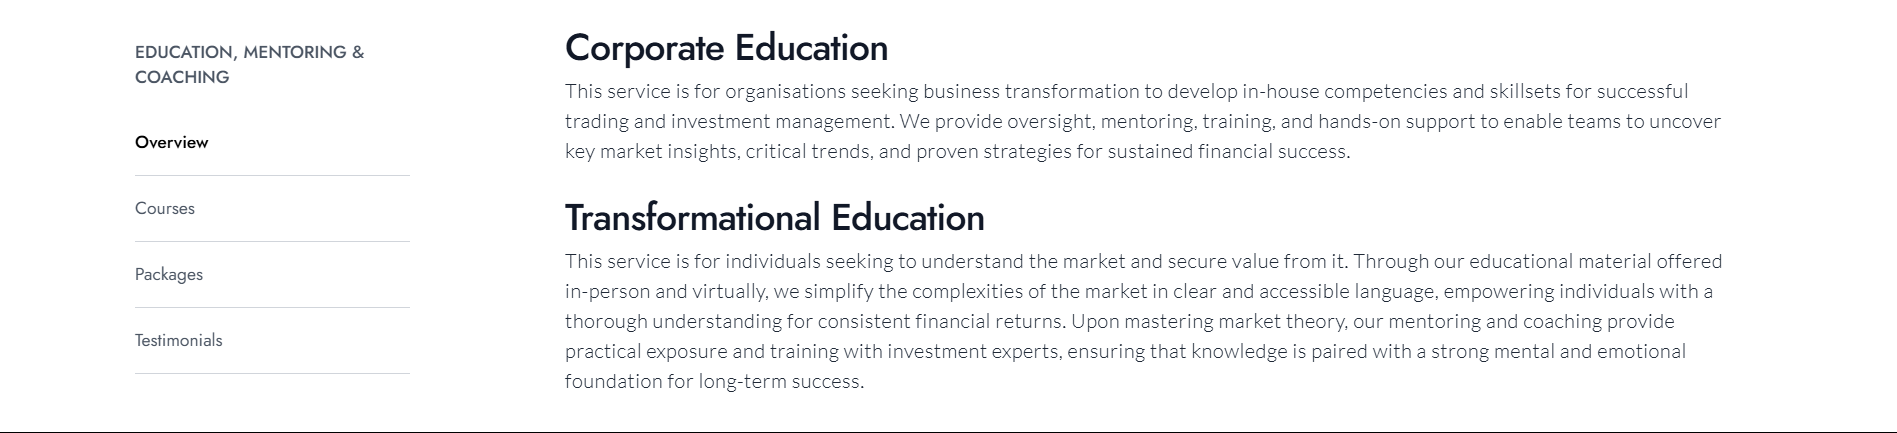 EDUCATION, MENTORING &
COACHING
Overview
Courses
Packages
Testimonials
Corporate Education
This service is for organisations seeking business transformation to develop in-house competencies and skillsets for successful
trading and investment management. We provide oversight, mentoring, training, and hands-on support to enable teams to uncover
key market insights, critical trends, and proven strategies for sustained financial success.
Transformational Education
This service is for individuals seeking to understand the market and secure value from it. Through our educational material offered
in-person and virtually, we simplify the complexities of the market in clear and accessible language, empowering individuals with a
thorough understanding for consistent financial returns. Upon mastering market theory, our mentoring and coaching provide
practical exposure and training with investment experts, ensuring that knowledge is paired with a strong mental and emotional
foundation for long-term success.